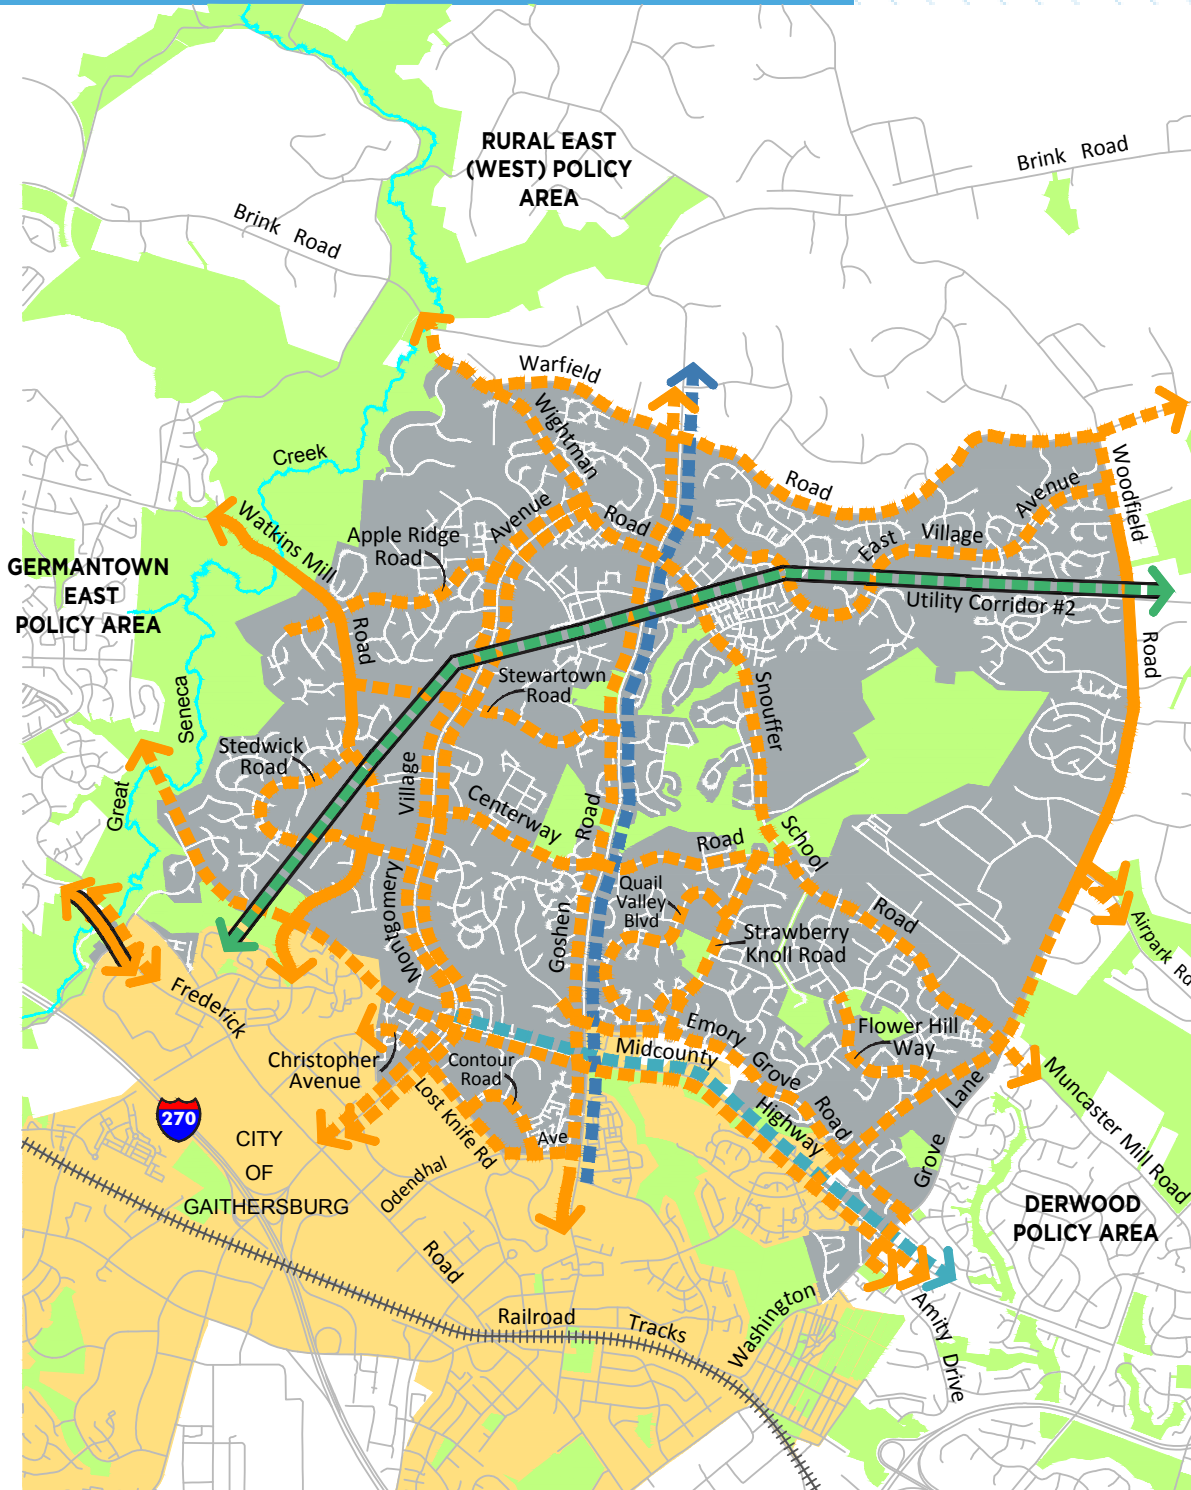 RURAL EAST
(WEST) POLICY
AREA
Brink Road
Brink Road
Warfield
Wightman
Road
Woodfield
Creek
Avenue
Avenue
Road
Village
East
Watkins Mill
Apple Ridge
Road
GERMANTOWN
EAST
POLICY AREA
Utility Corridor #2
Road
Road
Stewartown
Road
Snouffer
Seneca
Stedwick
Road
Village
Great
Centerway
Road
Road
School
Quail
Valley
Blvd
Road
Montgomery
Goshen
Strawberry
Knoll Road
Airpark Rd
Frederick
Emory
Flower Hill
Way
Midcounty
Christopher
Avenue
Contour
Road
Grove
Lane
Muncaster Mill Road
Lost Knife Rd
Highway
Road
270
CITY
OF
GAITHERSBURG
Ave
Odendhal
Grove
DERWOOD
POLICY AREA
Road
Railroad
Tracks
Washington
Amity Drive